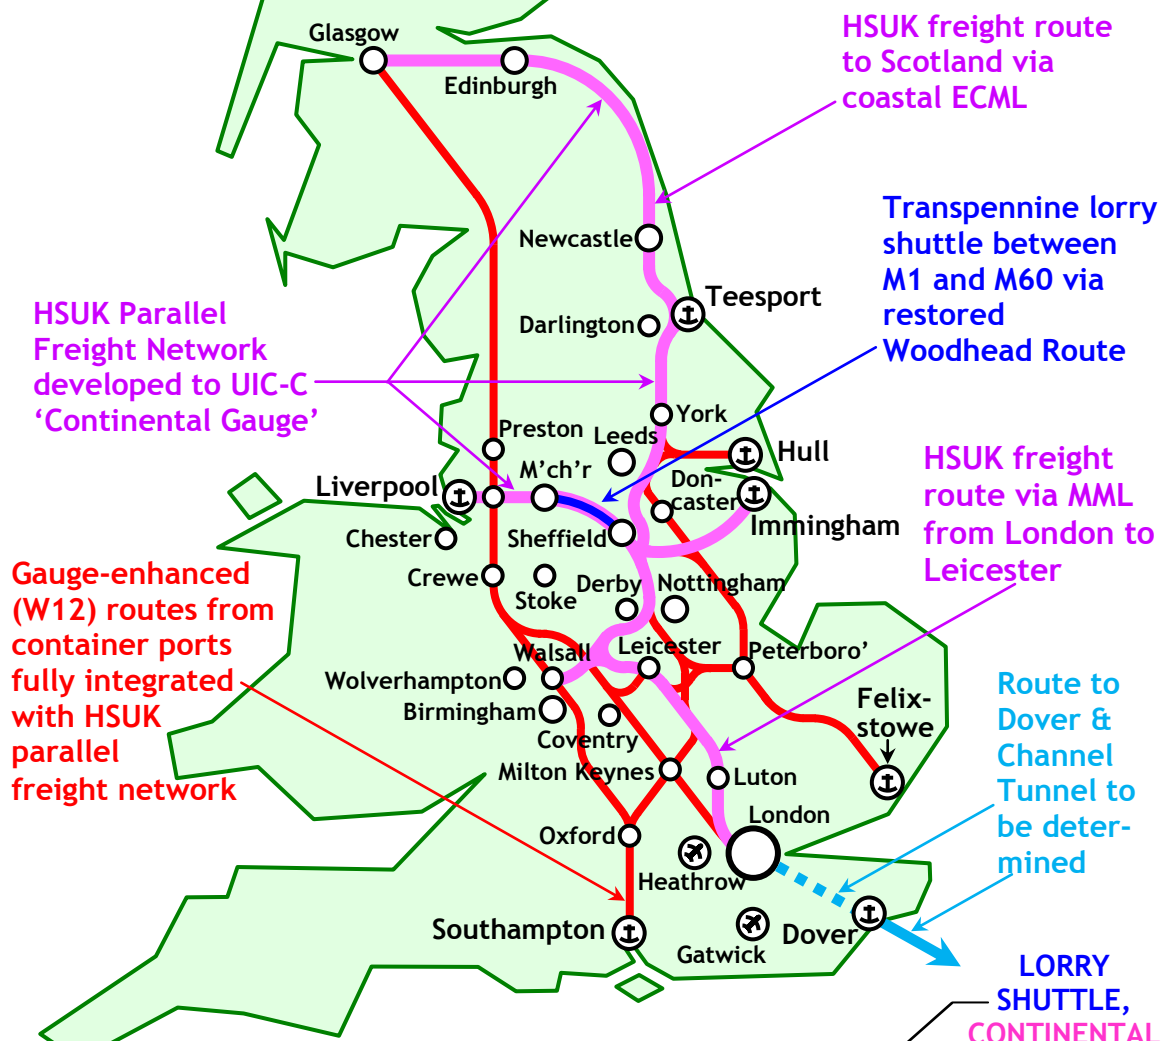 Glasgow
Edinburgh
HSUK freight route
to Scotland via
coastal ECML
Transpennine lorry
shuttle between
M1 and M60 via
restored
Woodhead Route
Newcastle
Teesport
Darlington
HSUK Parallel
Freight Network
developed to UIC-C
‘Continental Gauge’
York
Preston
Leeds
Hull
M’ch’r
Liverpool
Don-
caster
Immingham
HSUK freight
route via MML
from London to
Leicester
Chester
Sheffield
Crewe
Stoke
Derby
Nottingham
Gauge-enhanced
(W12) routes from
container ports
fully integrated
with HSUK
parallel
freight network
Walsall
Leicester
Peterboro’
Wolverhampton
Birmingham
Coventry
Felix-
stowe
Route to
Dover &
Channel
Tunnel to
be deter-
mined
Milton Keynes
Luton
London
Oxford
Heathrow
Southampton
Gatwick
Dover
LORRY
SHUTTLE,
CONTINENTAL